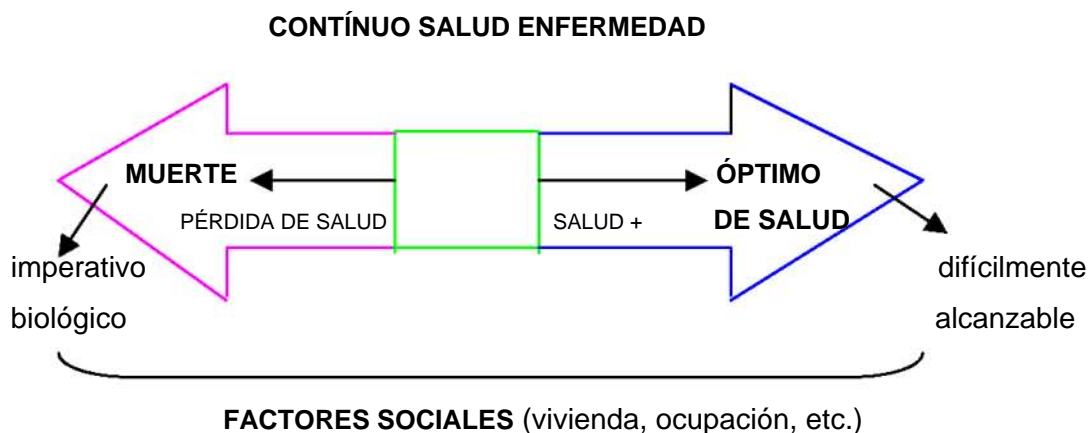 CONTÍNUO SALUD ENFERMEDAD
MUERTE
PÉRDIDA DE SALUD
SALUD +
ÓPTIMO
DE SALUD
imperativo
biológico
difícilmente
alcanzable
FACTORES SOCIALES (vivienda, ocupación, etc.)